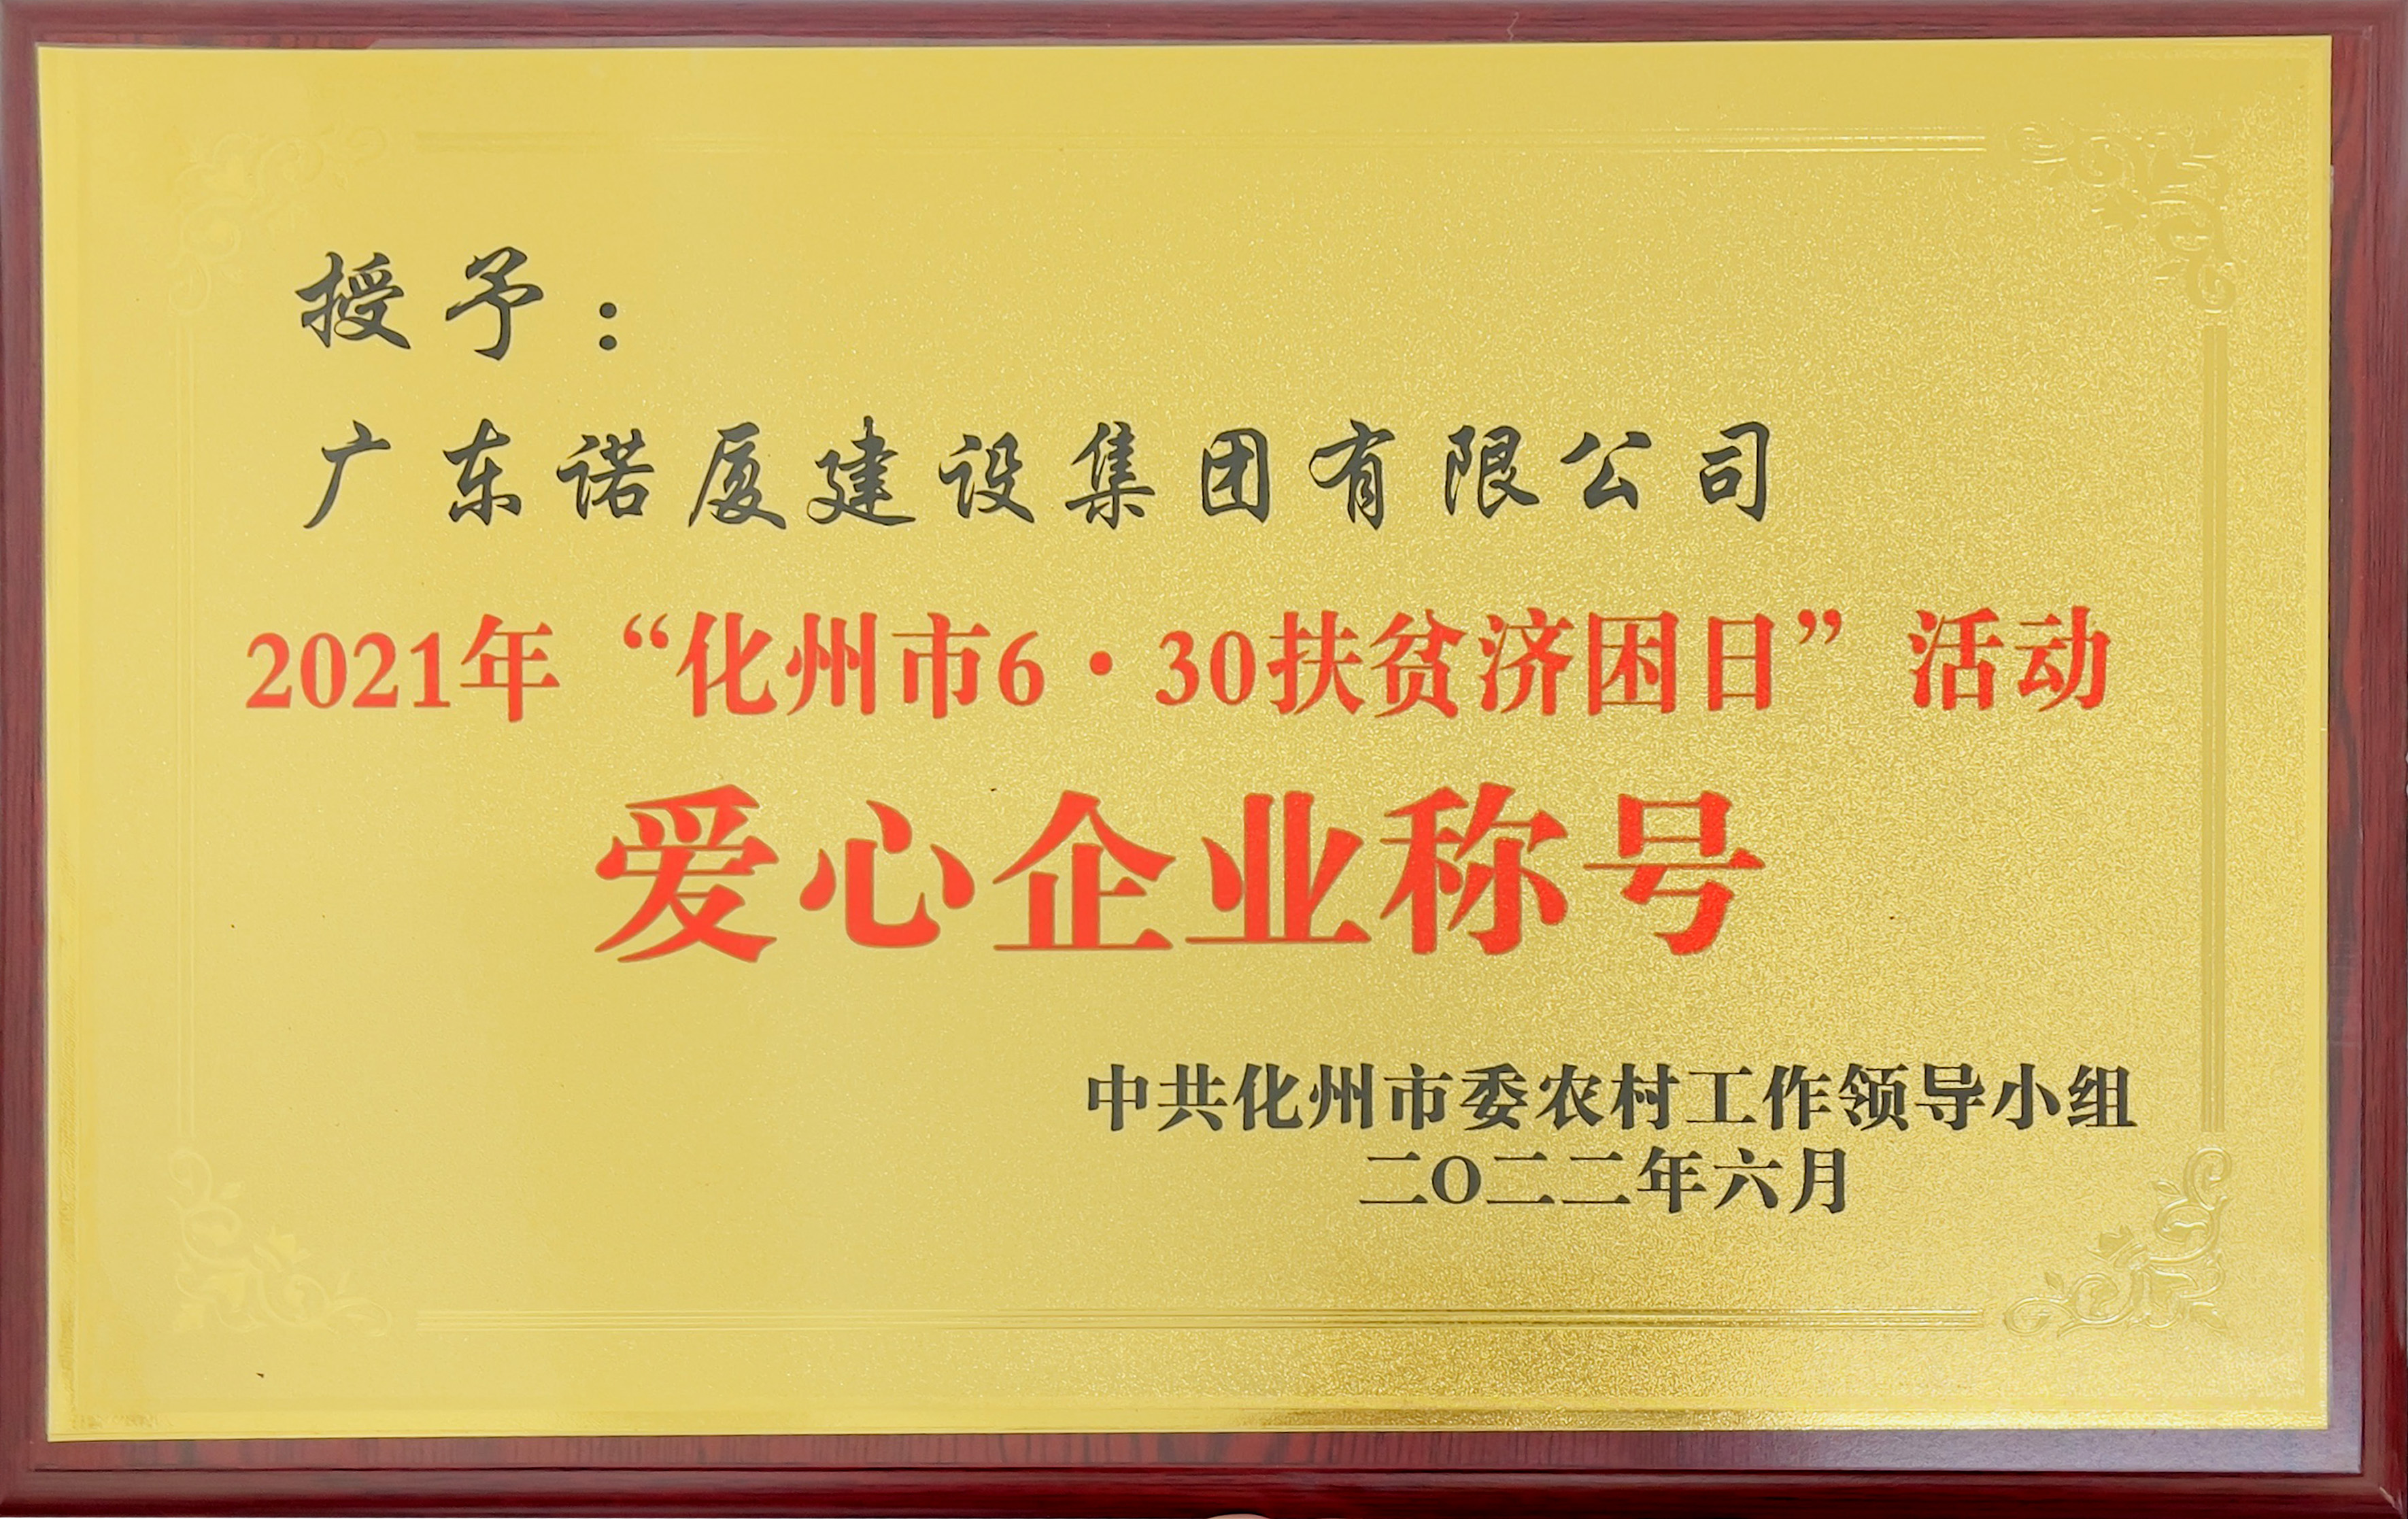 授予：
广东诺厦建设集团有限公司
2021年“化州市6·30扶贫济困日”活动
爱心企业称号
中共化州市委农村工作领导小组
二O二二年六月